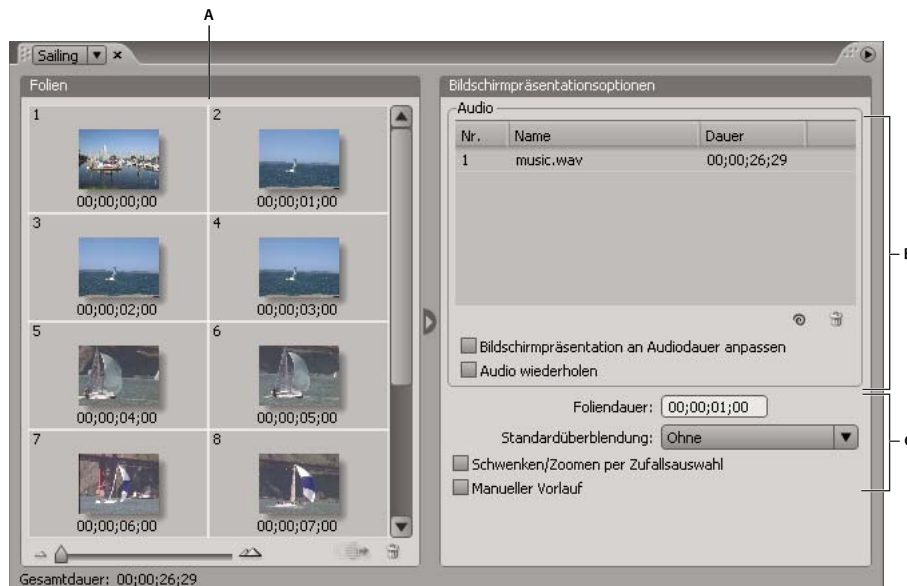 A
Sailing
Folien
1
2
00;00;00;00
00;00;01;00
3
4
00;00;02;00
00;00;03;00
5
6
00;00;04;00
00;00;05;00
7
8
00;00;06;00
00;00;07;00
Gesamtdauer: 00;00;26;29
Bildschirmpräsentationsoptionen
Audio
Nr. Name Dauer
1 music.wav 00;00;26;29
Bildschirmpräsentation an Audiodauer anpassen
Audio wiederholen
Foliendauer: 00;00;01;00
Standardüberblendung: Ohne
Schwenken/Zoomen per Zufallsauswahl
Manueller Vorlauf